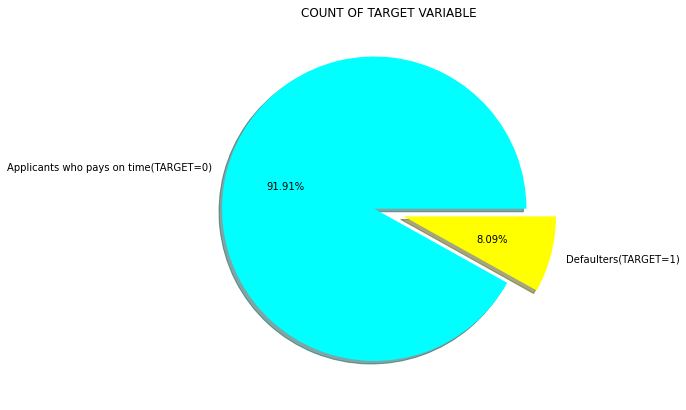 COUNT OF TARGET VARIABLE
Applicants who pays on time(TARGET=0)
91.91%
8.09%
Defaulters(TARGET=1)